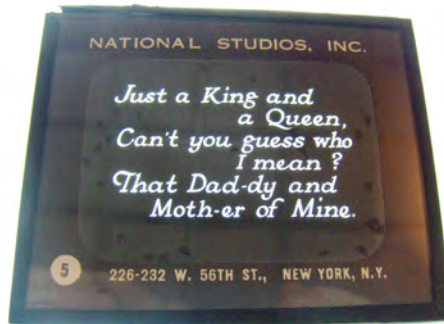 NATIONAL STUDIOS, INC.
Just a King and
a Queen,
Can't you guess who
I mean?
That Dad-dy and
Moth-er of Mine.
5
226-232 W. 56TH ST., NEW YORK, N.Y.